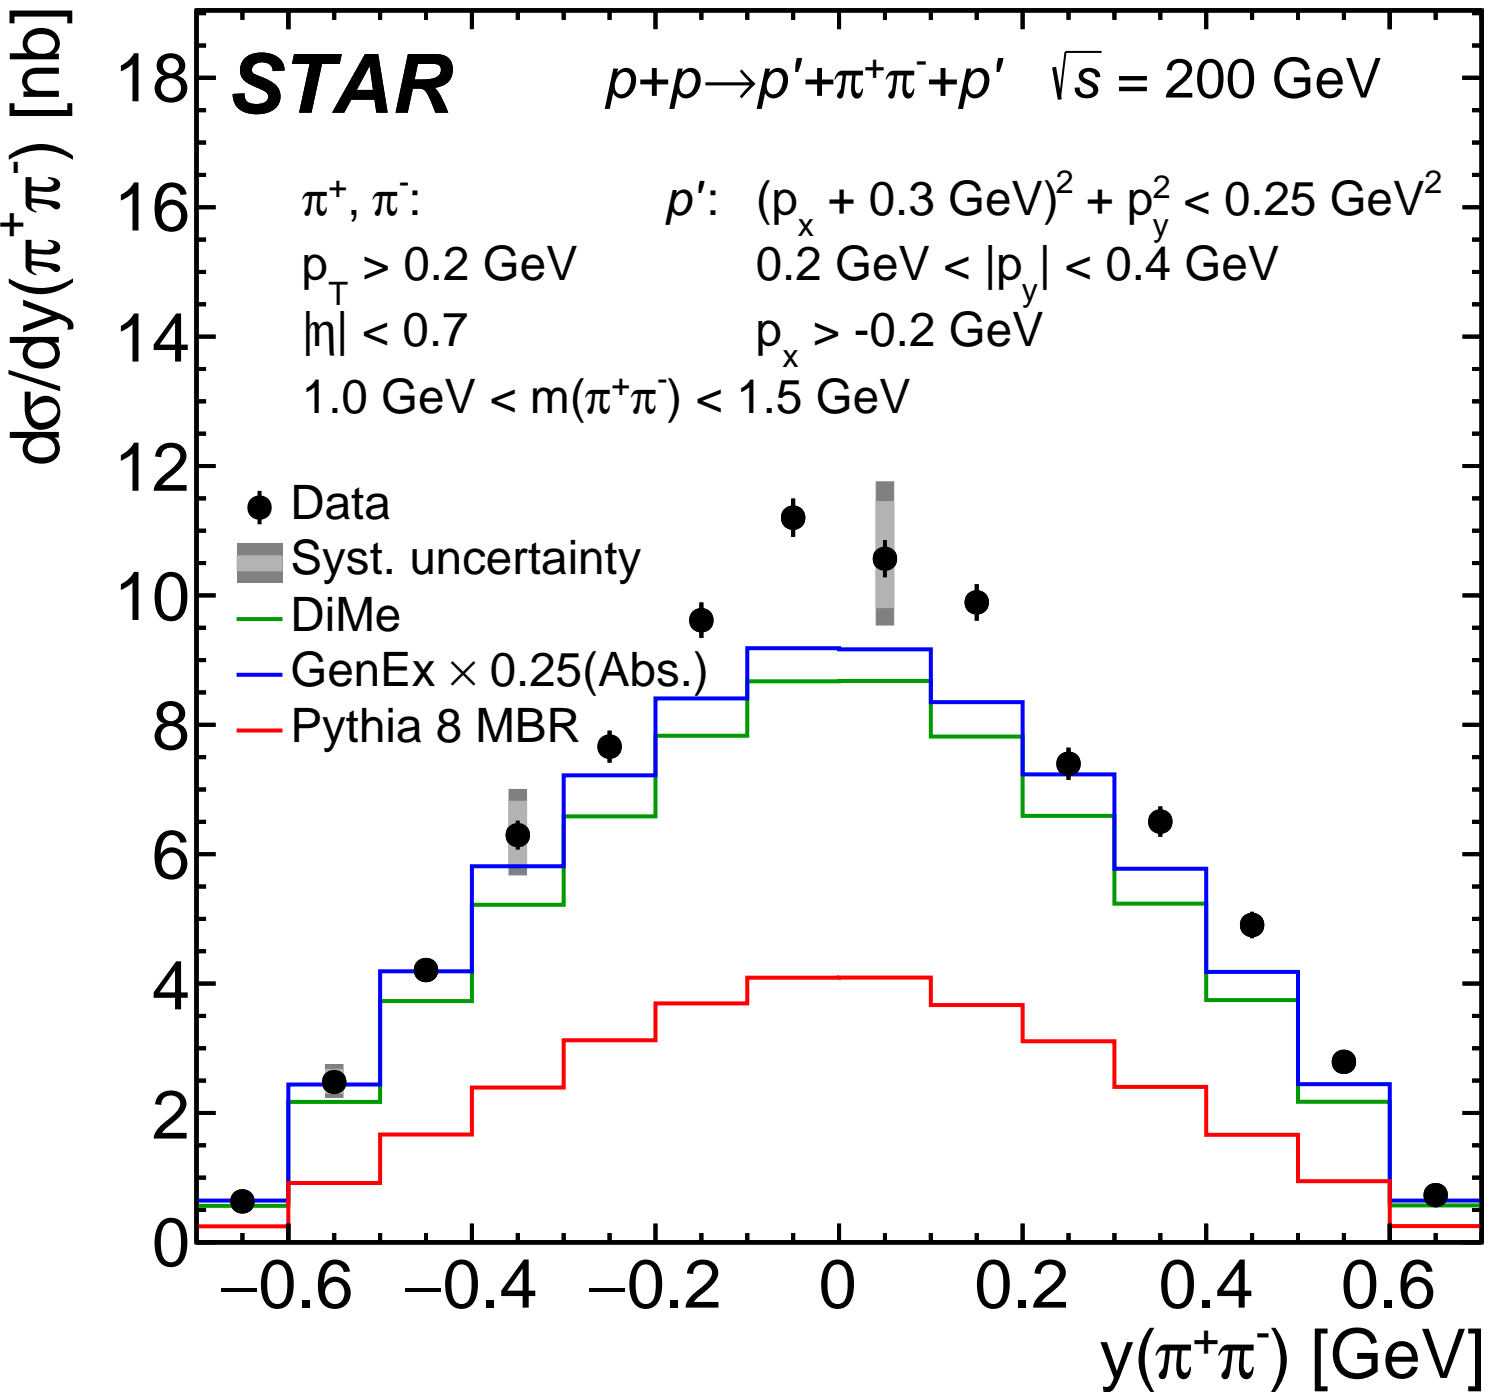 dσ/dy(π⁺π⁻) [nb]
STAR p+p→p′+π⁺π⁻+p′ √s = 200 GeV
π⁺, π⁻: p′: (pₓ + 0.3 GeV)² + p_y² < 0.25 GeV²
p_T > 0.2 GeV 0.2 GeV < |p_y| < 0.4 GeV
|η| < 0.7 pₓ > -0.2 GeV
1.0 GeV < m(π⁺π⁻) < 1.5 GeV
Data
Syst. uncertainty
DiMe
GenEx × 0.25(Abs.)
Pythia 8 MBR
18
16
14
12
10
8
6
4
2
0
−0.6 −0.4 −0.2 0 0.2 0.4 0.6
y(π⁺π⁻) [GeV]